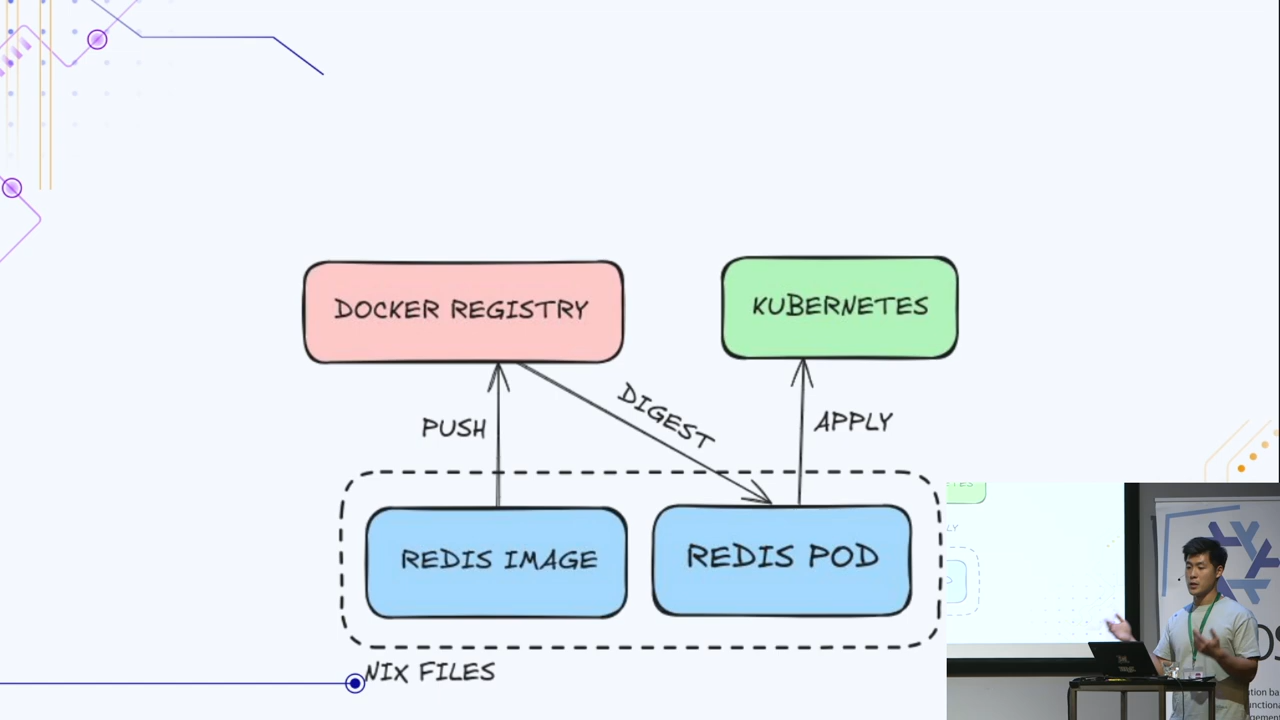 DOCKER REGISTRY
KUBERNETES
PUSH
DIGEST
APPLY
REDIS IMAGE
REDIS POD
NIX FILES